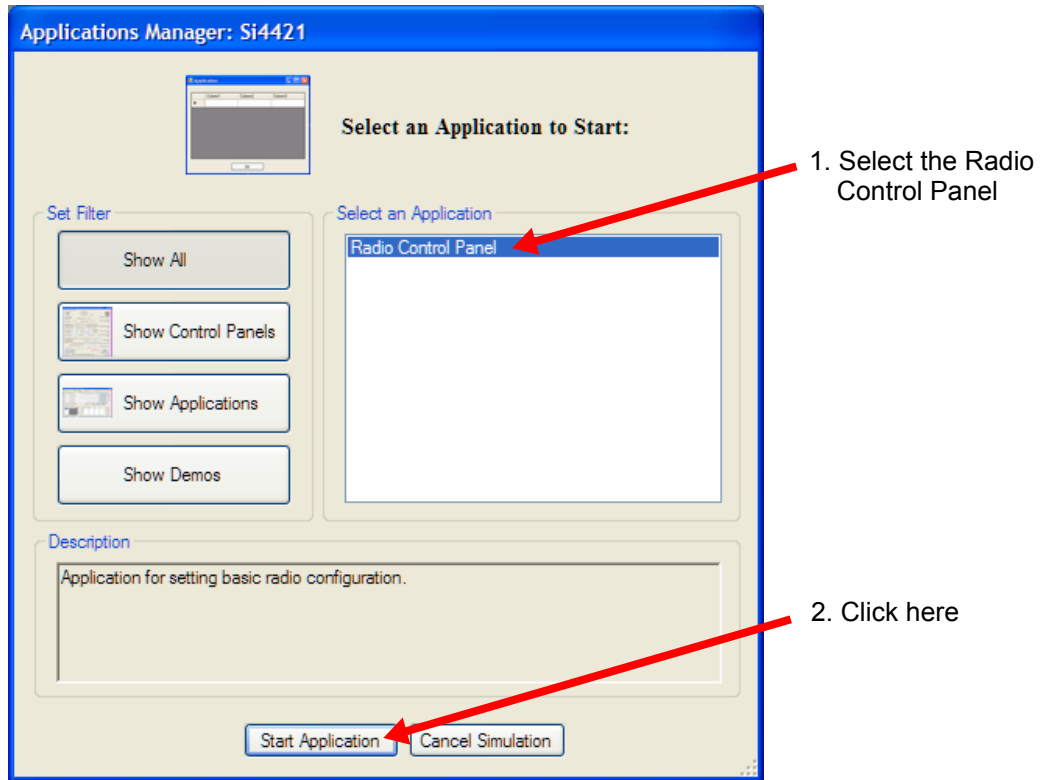 Applications Manager: Si4421
Select an Application to Start:
1. Select the Radio
Control Panel
Set Filter
Show All
Show Control Panels
Show Applications
Show Demos
Select an Application
Radio Control Panel
Description
Application for setting basic radio configuration.
2. Click here
Start Application
Cancel Simulation